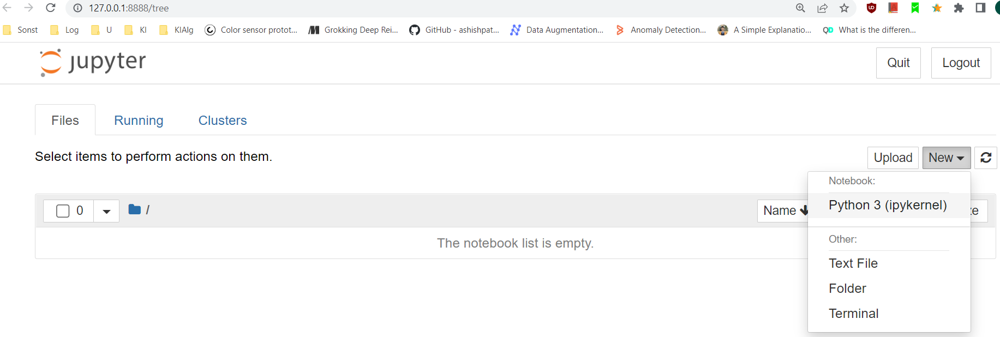 127.0.0.1:8888/tree
Sonst Log U KI KIAlg Color sensor protot... Grokking Deep Rei... GitHub - ashishpat... Data Augmentation... Anomaly Detection... A Simple Explanatio... What is the differen...
jupyter Quit Logout
Files Running Clusters
Select items to perform actions on them. Upload New
Notebook:
0 / Name Python 3 (ipykernel)
The notebook list is empty. Other:
Text File
Folder
Terminal